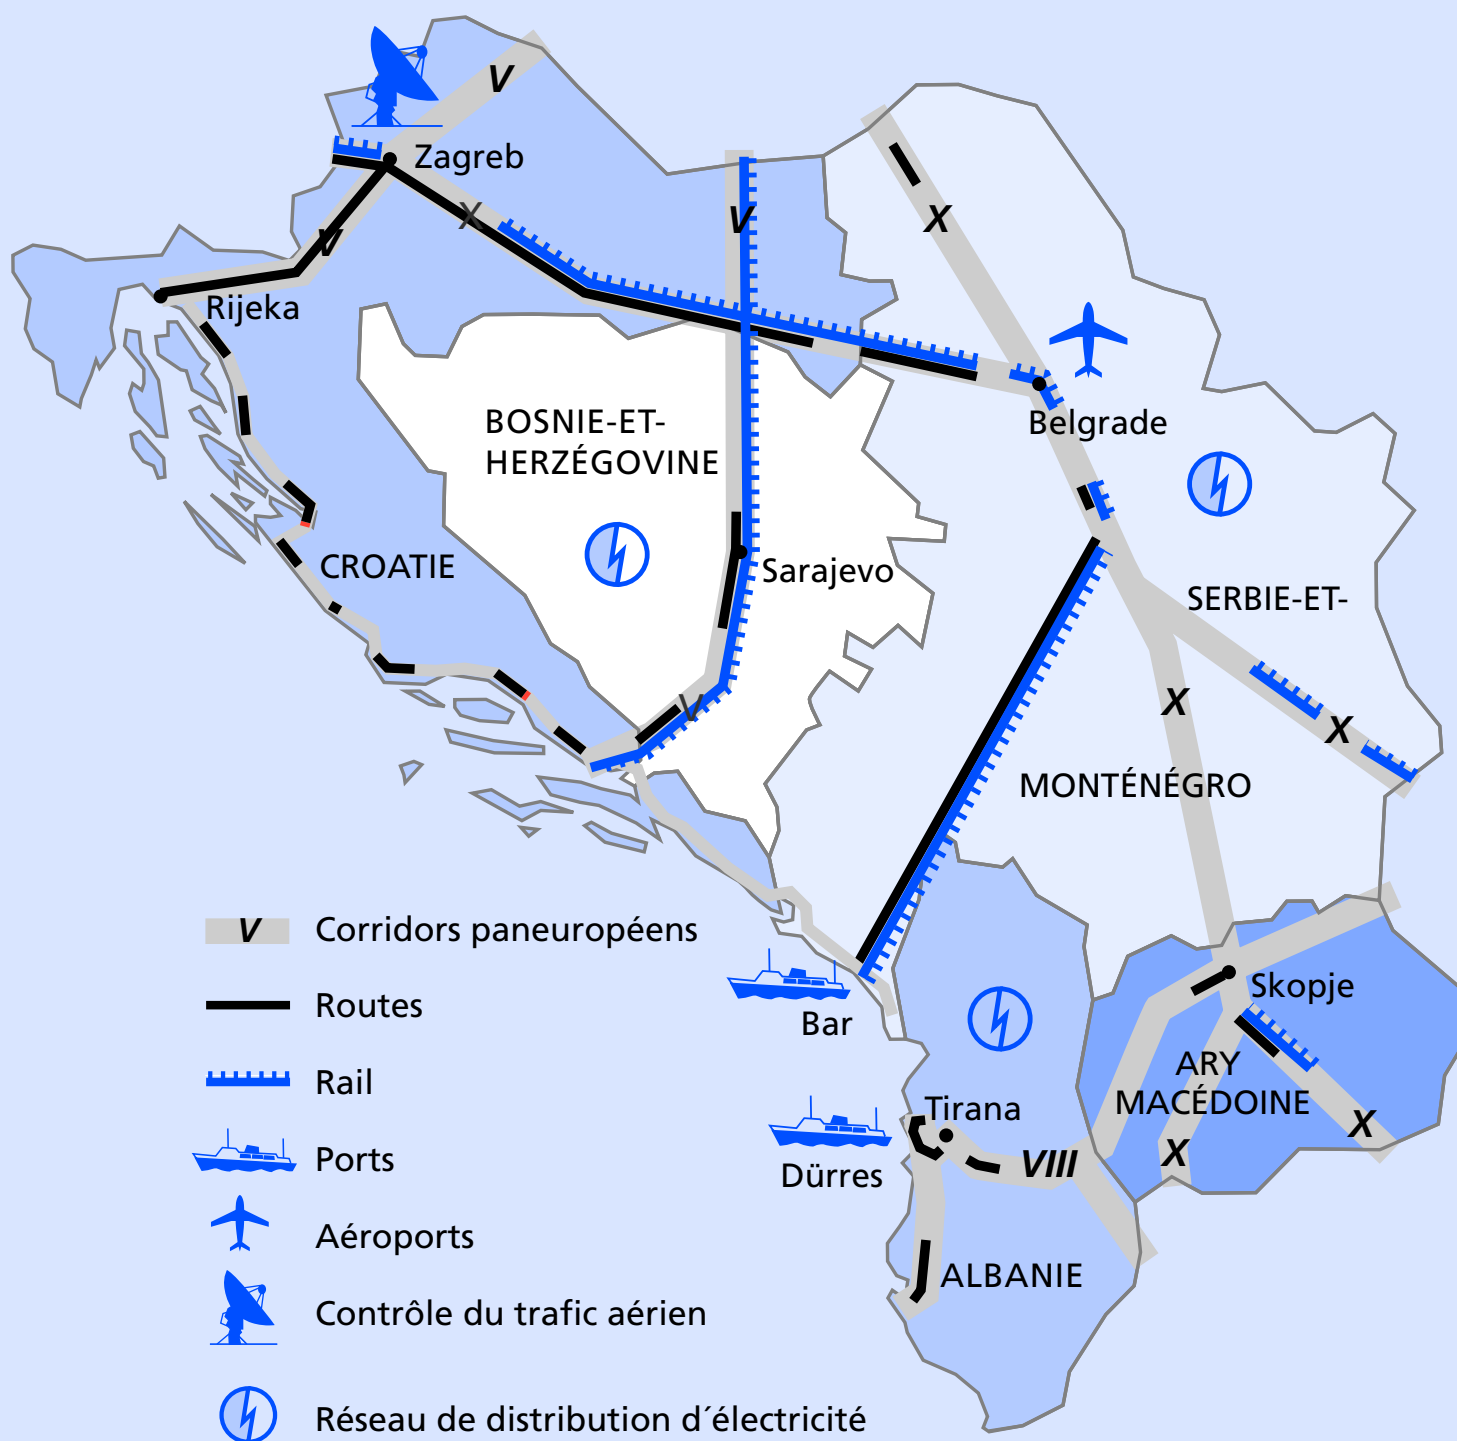 V
Zagreb
V
X
V
X
Rijeka
BOSNIE-ET-
HERZÉGOVINE
Belgrade
CROATIE
Sarajevo
SERBIE-ET-
V
X
X
MONTÉNÉGRO
V Corridors paneuropéens
Routes
Rail
Ports
Aéroports
Contrôle du trafic aérien
Réseau de distribution d´électricité
Skopje
Bar
ARY
MACÉDOINE
Tirana
X
X
VIII
Dürres
ALBANIE